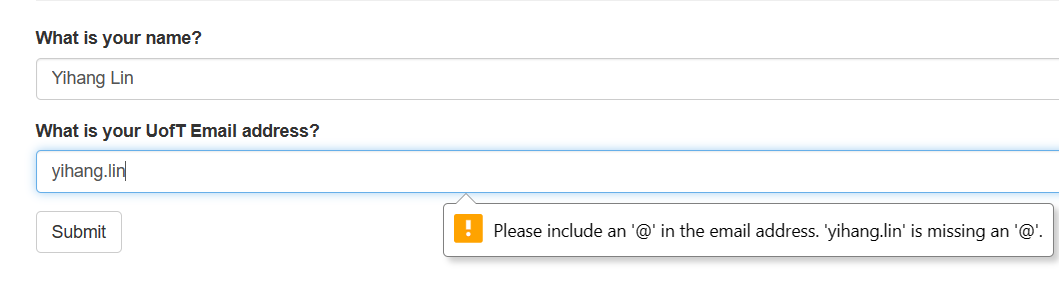 What is your name?
Yihang Lin
What is your UofT Email address?
yihang.lin
Submit
Please include an '@' in the email address. 'yihang.lin' is missing an '@'.